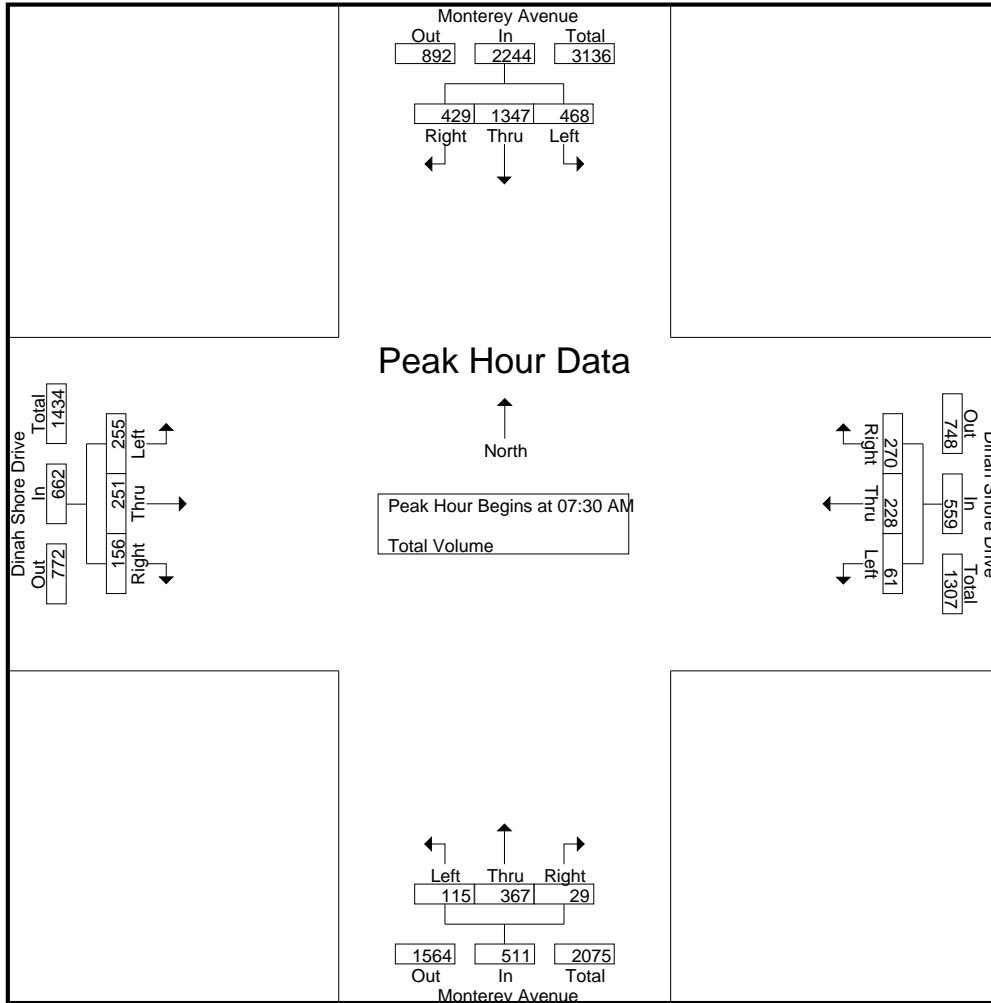 Monterey Avenue
Out In Total
892 2244 3136
429 1347 468
Right Thru Left
Peak Hour Data
North
Peak Hour Begins at 07:30 AM
Total Volume
Dinah Shore Drive
Total In Out
1434 662 772
255 251 156
Left Thru Right
Dinah Shore Drive
Out In Total
748 559 1307
270 228 61
Right Thru Left
Left Thru Right
115 367 29
1564 511 2075
Out In Total
Monterey Avenue